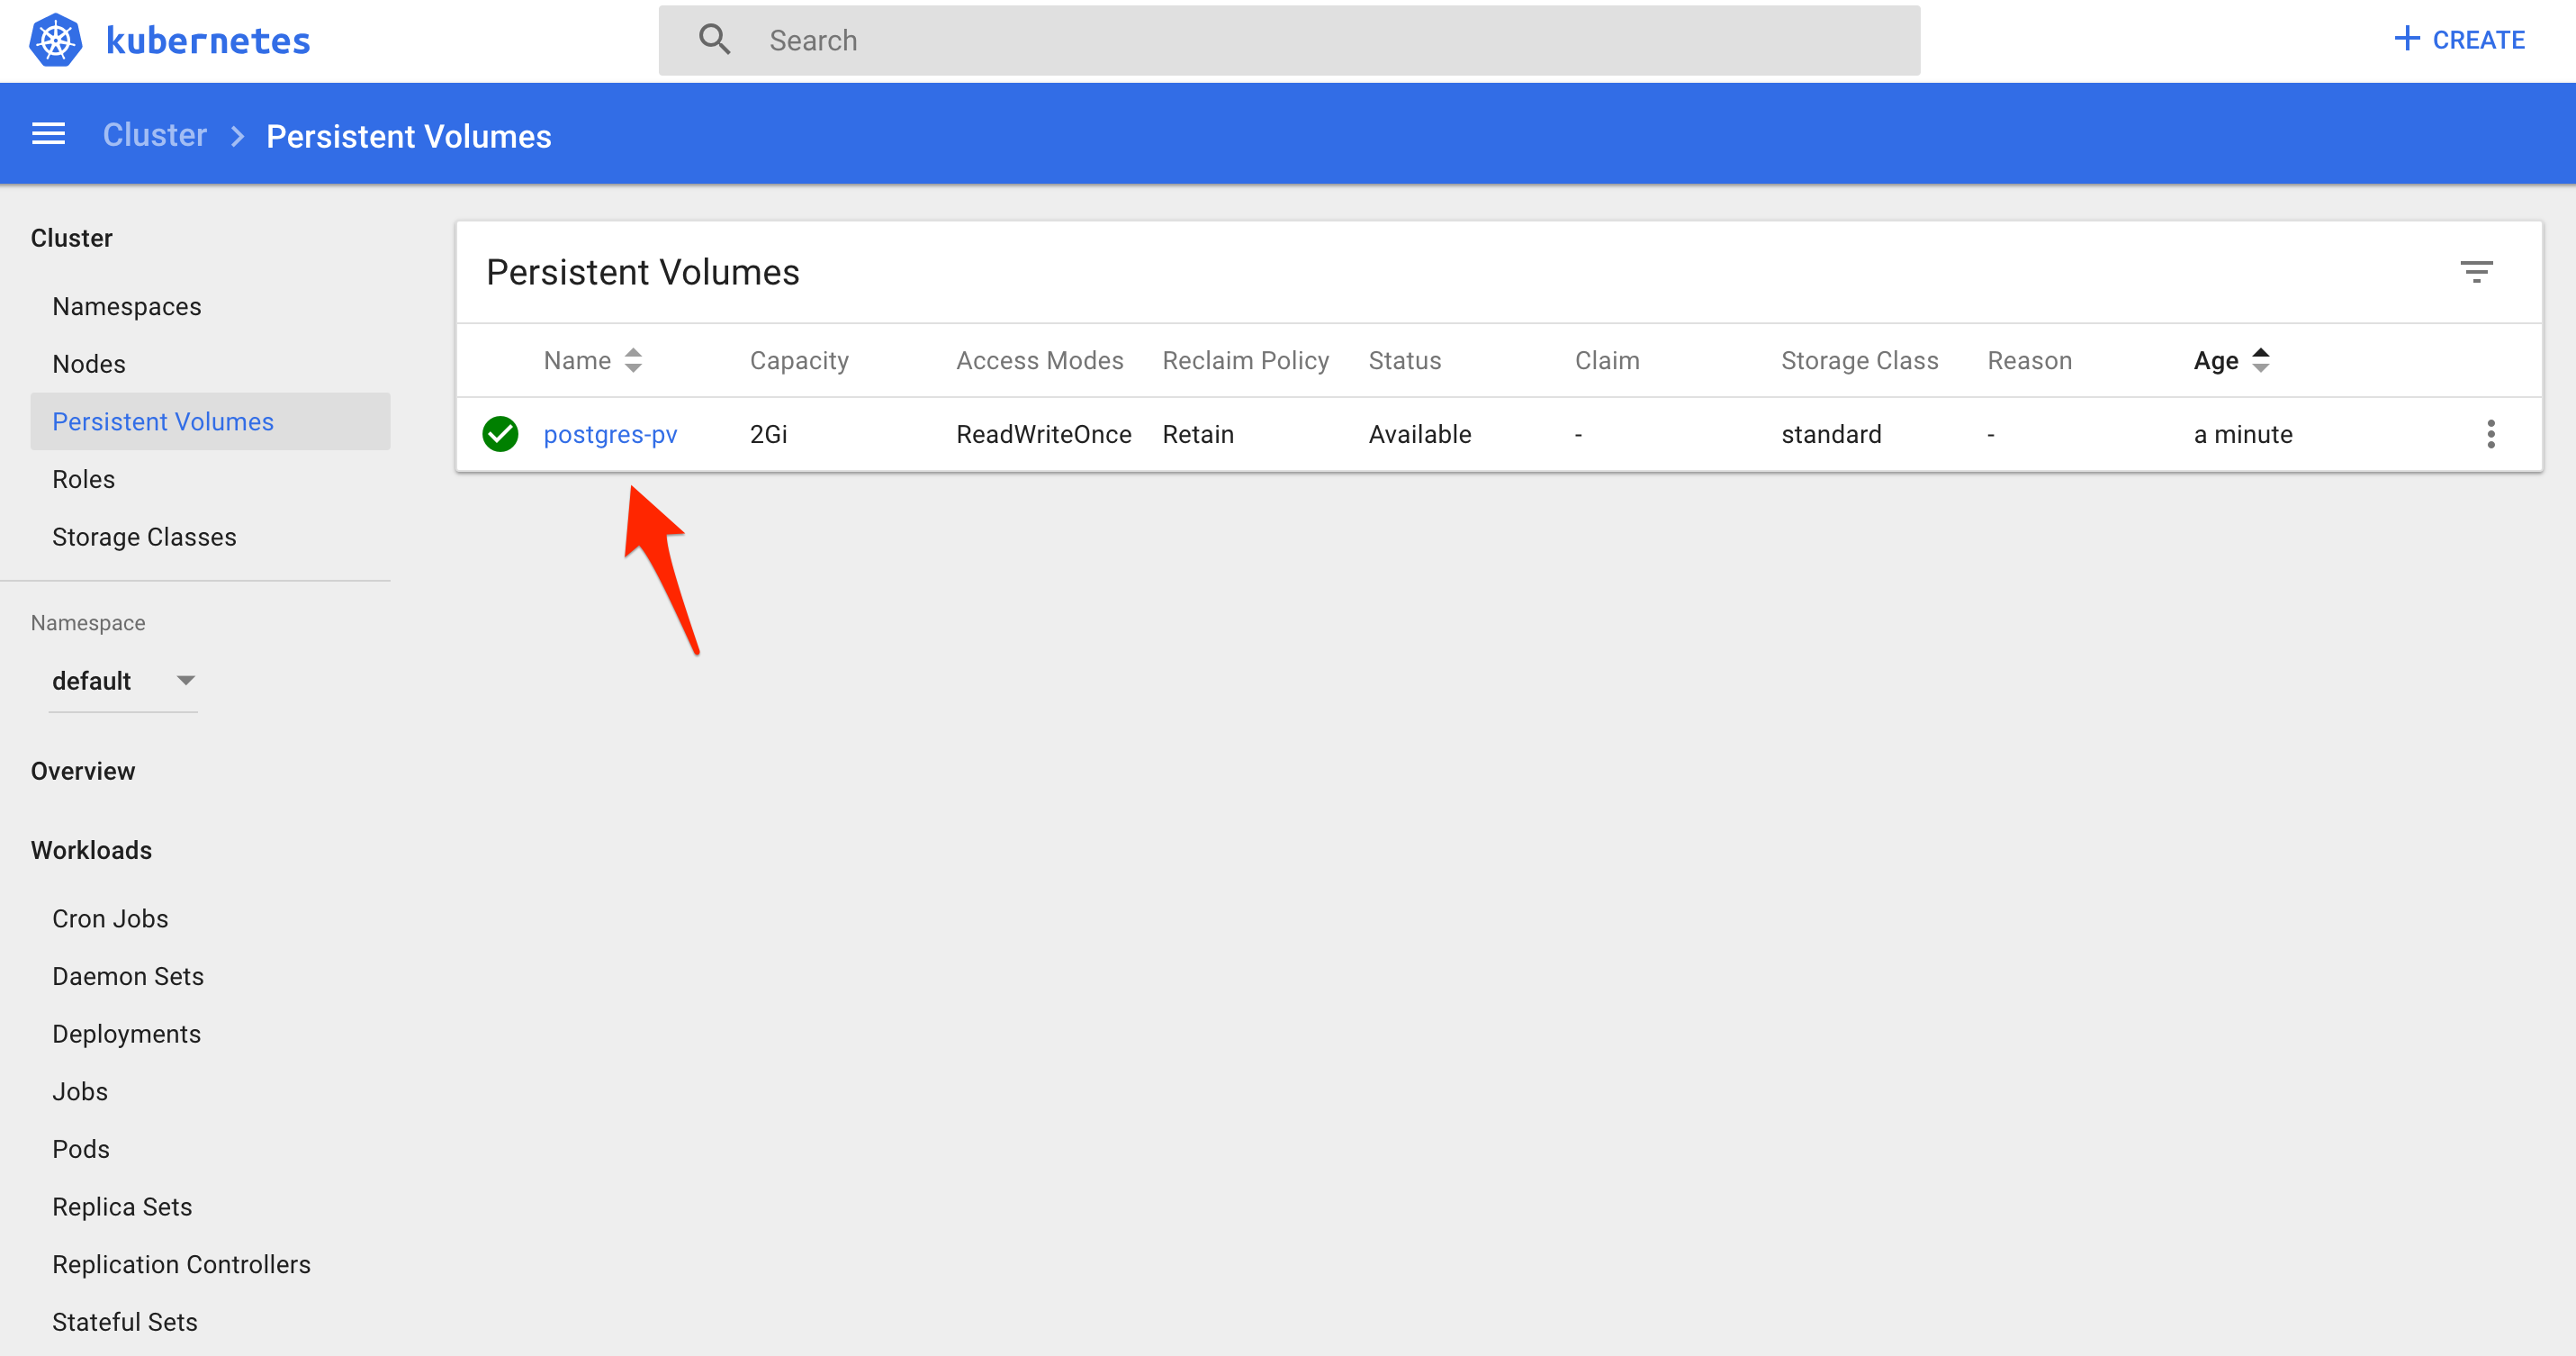 kubernetes
Search
CREATE
Cluster
Persistent Volumes
Cluster
Namespaces
Nodes
Persistent Volumes
Roles
Storage Classes
Namespace
default
Overview
Workloads
Cron Jobs
Daemon Sets
Deployments
Jobs
Pods
Replica Sets
Replication Controllers
Stateful Sets
Persistent Volumes
Name Capacity Access Modes Reclaim Policy Status Claim Storage Class Reason Age
postgres-pv 2Gi ReadWriteOnce Retain Available - standard - a minute